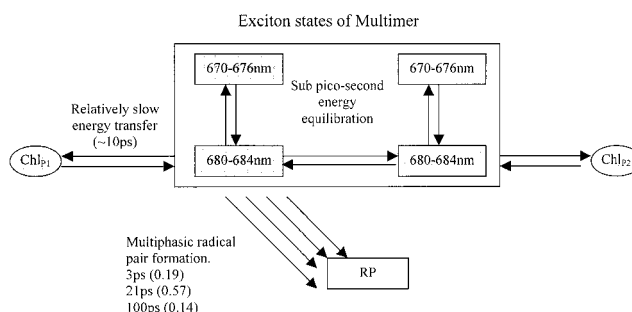 Exciton states of Multimer
670-676nm
670-676nm
Sub pico-second
energy
equilibration
Relatively slow
energy transfer
(~10ps)
ChlP1
680-684nm
680-684nm
ChlP2
Multiphasic radical
pair formation.
3ps (0.19)
21ps (0.57)
100ps (0.14)
RP